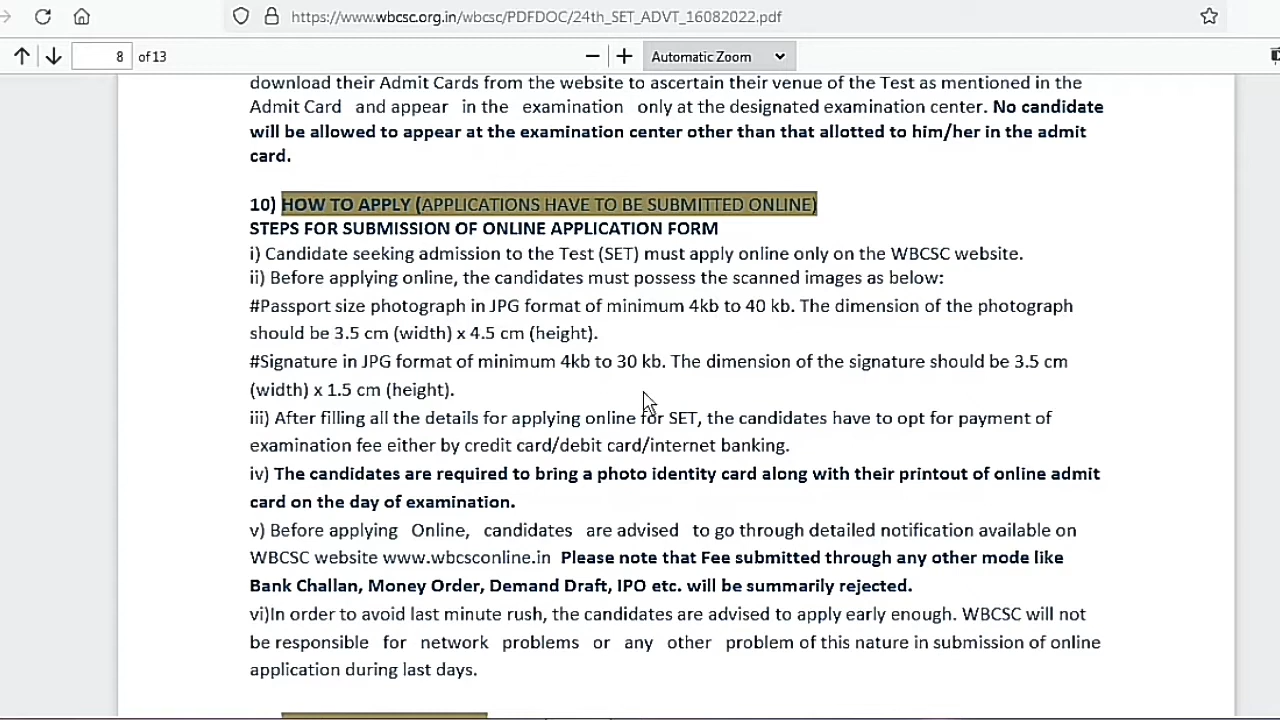 https://www.wbcsc.org.in/wbcsc/PDFDOC/24th_SET_ADVT_16082022.pdf
8 of 13 Automatic Zoom
download their Admit Cards from the website to ascertain their venue of the Test as mentioned in the
Admit Card and appear in the examination only at the designated examination center. No candidate
will be allowed to appear at the examination center other than that allotted to him/her in the admit
card.
10) HOW TO APPLY (APPLICATIONS HAVE TO BE SUBMITTED ONLINE)
STEPS FOR SUBMISSION OF ONLINE APPLICATION FORM
i) Candidate seeking admission to the Test (SET) must apply online only on the WBCSC website.
ii) Before applying online, the candidates must possess the scanned images as below:
#Passport size photograph in JPG format of minimum 4kb to 40 kb. The dimension of the photograph
should be 3.5 cm (width) x 4.5 cm (height).
#Signature in JPG format of minimum 4kb to 30 kb. The dimension of the signature should be 3.5 cm
(width) x 1.5 cm (height).
iii) After filling all the details for applying online for SET, the candidates have to opt for payment of
examination fee either by credit card/debit card/internet banking.
iv) The candidates are required to bring a photo identity card along with their printout of online admit
card on the day of examination.
v) Before applying Online, candidates are advised to go through detailed notification available on
WBCSC website www.wbcsconline.in Please note that Fee submitted through any other mode like
Bank Challan, Money Order, Demand Draft, IPO etc. will be summarily rejected.
vi)In order to avoid last minute rush, the candidates are advised to apply early enough. WBCSC will not
be responsible for network problems or any other problem of this nature in submission of online
application during last days.